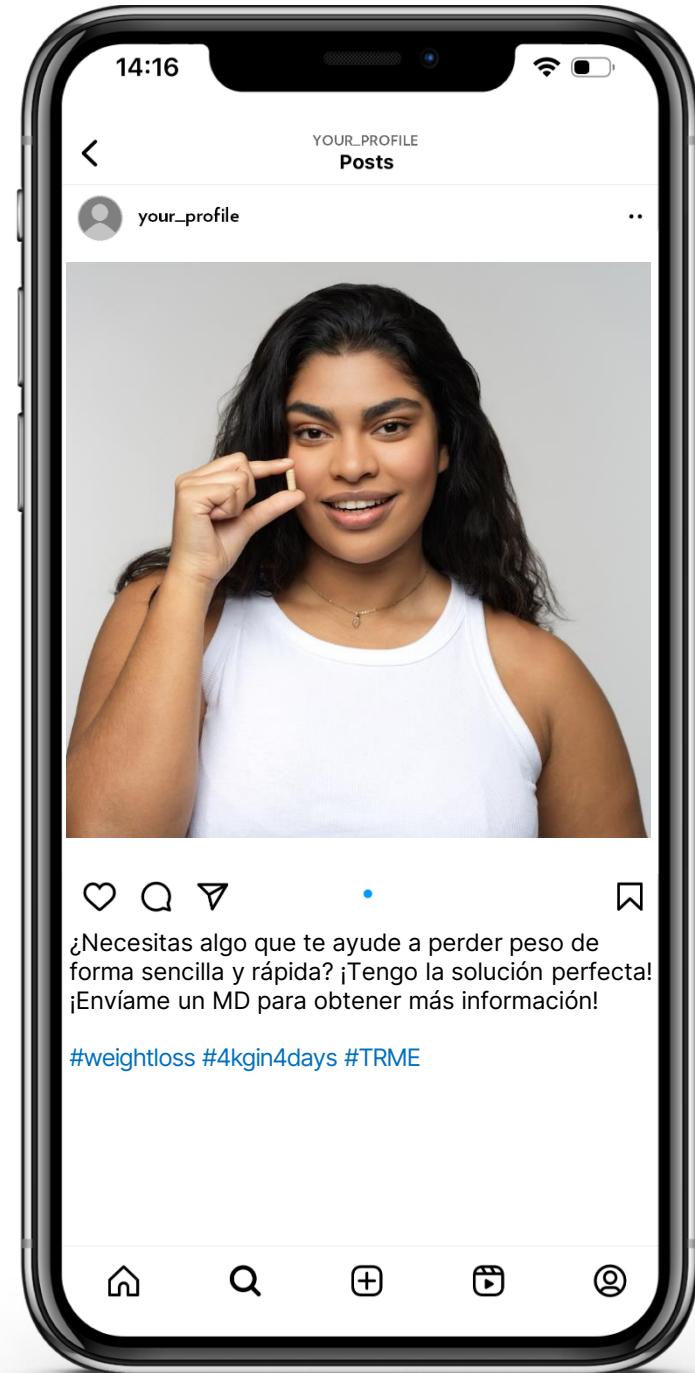 14:16
YOUR_PROFILE
Posts
your_profile
¿Necesitas algo que te ayude a perder peso de
forma sencilla y rápida? ¡Tengo la solución perfecta!
¡Envíame un MD para obtener más información!
#weightloss #4kgin4days #TRME